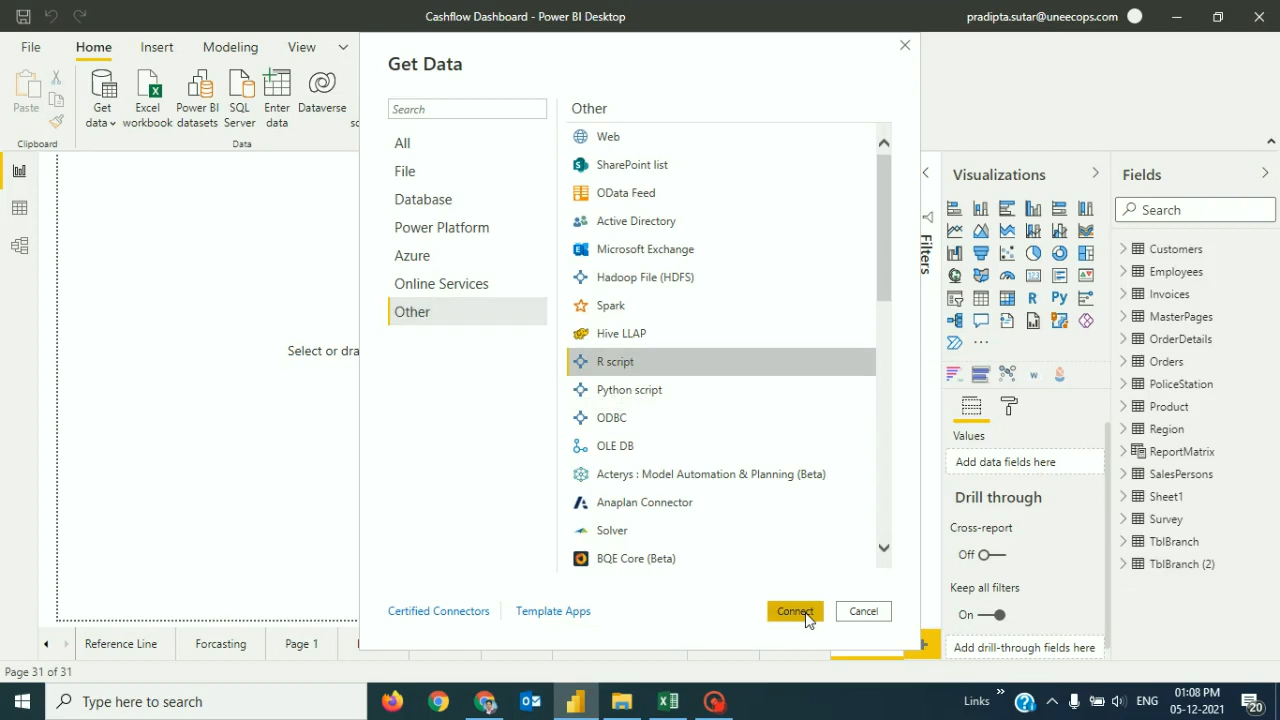 Cashflow Dashboard - Power BI Desktop
pradipta.sutar@uneecops.com
File
Home
Insert
Modeling
View
Paste
Clipboard
Get data
Excel workbook
Power BI datasets
SQL Server
Enter data
Dataverse
Data
Get Data
Search
All
File
Database
Power Platform
Azure
Online Services
Other
Other
Web
SharePoint list
OData Feed
Active Directory
Microsoft Exchange
Hadoop File (HDFS)
Spark
Hive LLAP
R script
Python script
ODBC
OLE DB
Acterys : Model Automation & Planning (Beta)
Anaplan Connector
Solver
BQE Core (Beta)
Certified Connectors
Template Apps
Connect
Cancel
Select or dra
Filters
Visualizations
R
Py
Values
Add data fields here
Drill through
Cross-report
Off
Keep all filters
On
Add drill-through fields here
Fields
Search
Customers
Employees
Invoices
MasterPages
OrderDetails
Orders
PoliceStation
Product
Region
ReportMatrix
SalesPersons
Sheet1
Survey
TblBranch
TblBranch (2)
Reference Line
Forcasting
Page 1
Page 31 of 31
Type here to search
Links
ENG
01:08 PM
05-12-2021
20